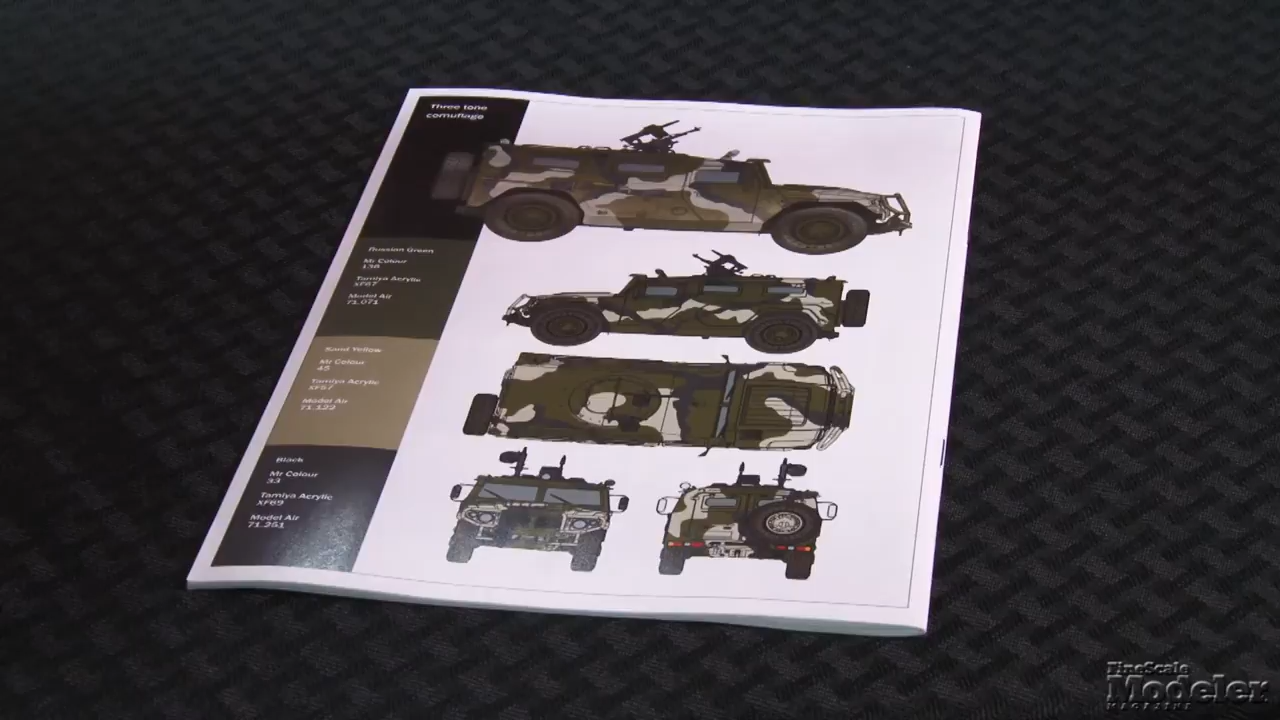 Three tone
comuflage
Russian Green
Mr Colour
136
Tamiya Acrylic
XF67
Model Air
71.071
Sand Yellow
Mr Colour
45
Tamiya Acrylic
XF57
Model Air
71.122
Black
Mr Colour
33
Tamiya Acrylic
XF69
Model Air
71.251
FineScale
Modeler
MAGAZINE